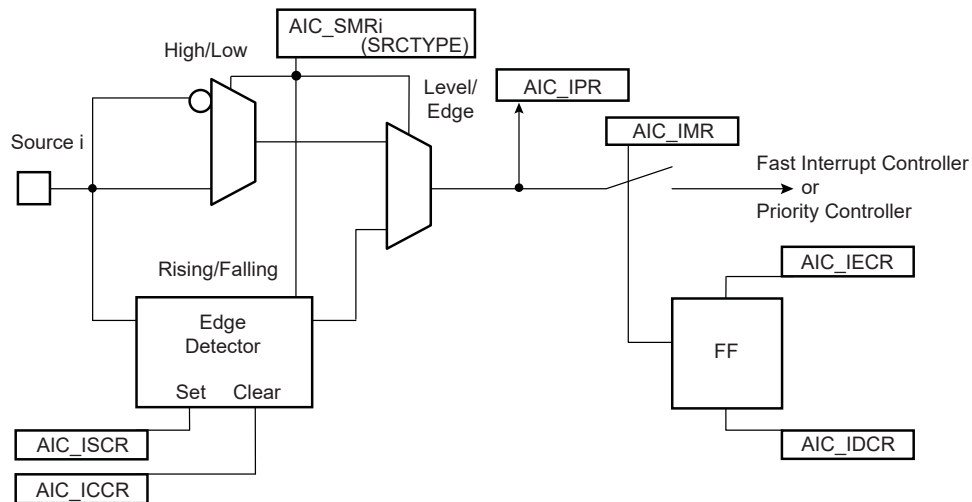 AIC_SMRi
(SRCTYPE)
High/Low
Level/
Edge
AIC_IPR
AIC_IMR
Source i
Fast Interrupt Controller
or
Priority Controller
Rising/Falling
AIC_IECR
Edge
Detector
FF
Set Clear
AIC_ISCR
AIC_IDCR
AIC_ICCR